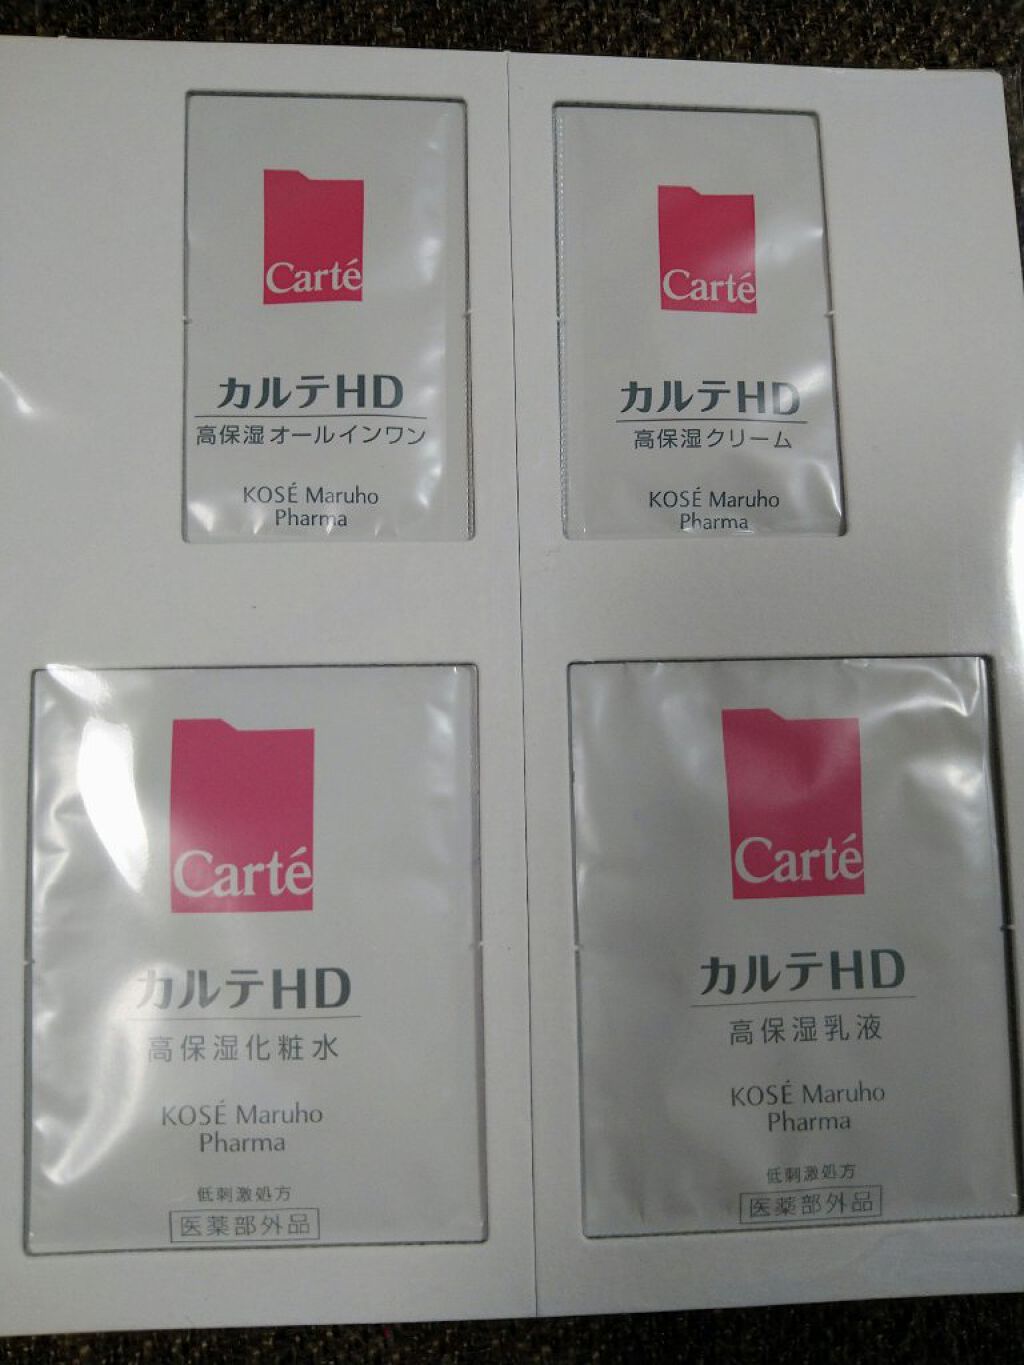 Carté
カルテHD
高保湿オールインワン
KOSÉ Maruho
Pharma
Carté
カルテHD
高保湿クリーム
KOSÉ Maruho
Pharma
Carté
カルテHD
高保湿化粧水
KOSÉ Maruho
Pharma
低刺激処方
医薬部外品
Carté
カルテHD
高保湿乳液
KOSÉ Maruho
Pharma
低刺激処方
医薬部外品